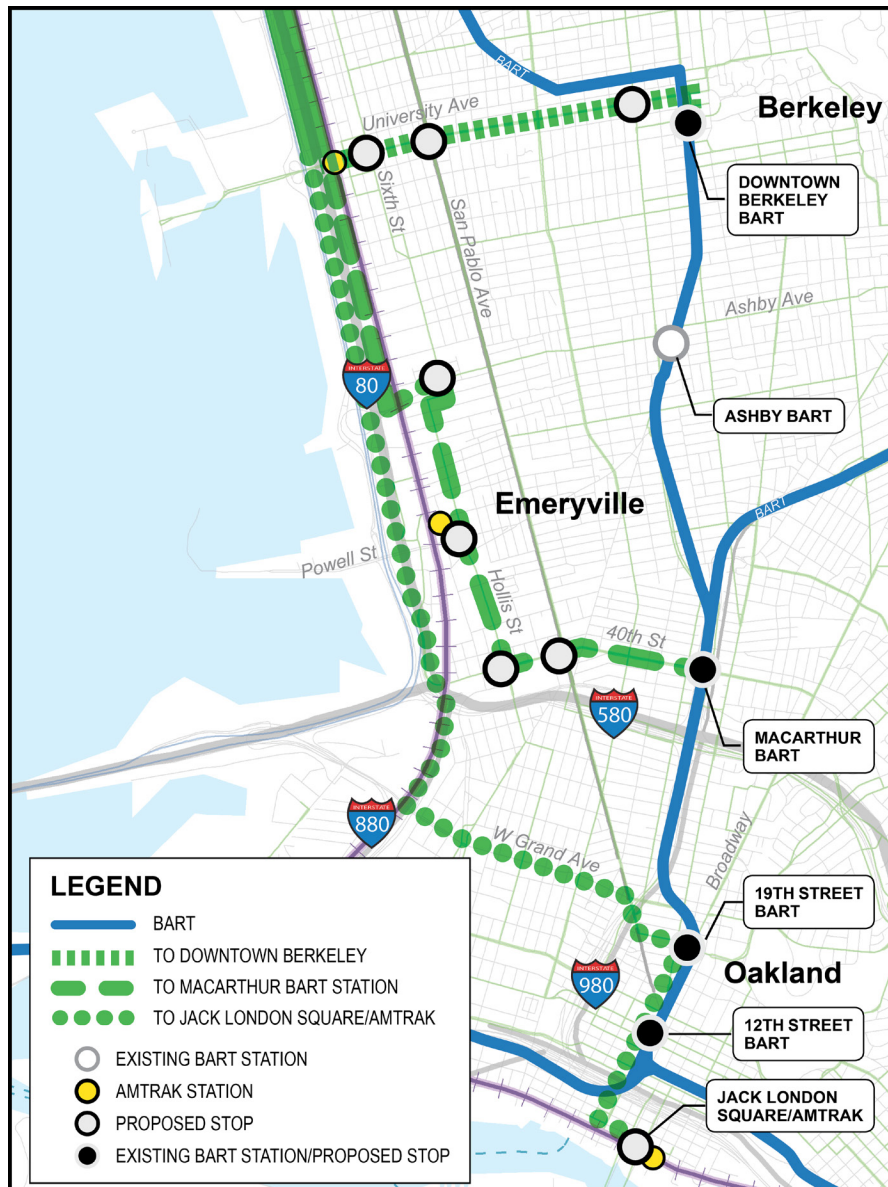 BART
University Ave
Berkeley
DOWNTOWN
BERKELEY
BART
Sixth St
San Pablo Ave
Ashby Ave
INTERSTATE
80
ASHBY BART
Emeryville
BART
Powell St
Hollis St
40th St
INTERSTATE
580
MACARTHUR
BART
INTERSTATE
880
W Grand Ave
Broadway
19TH STREET
BART
Oakland
INTERSTATE
980
12TH STREET
BART
JACK LONDON
SQUARE/AMTRAK
LEGEND
BART
TO DOWNTOWN BERKELEY
TO MACARTHUR BART STATION
TO JACK LONDON SQUARE/AMTRAK
EXISTING BART STATION
AMTRAK STATION
PROPOSED STOP
EXISTING BART STATION/PROPOSED STOP